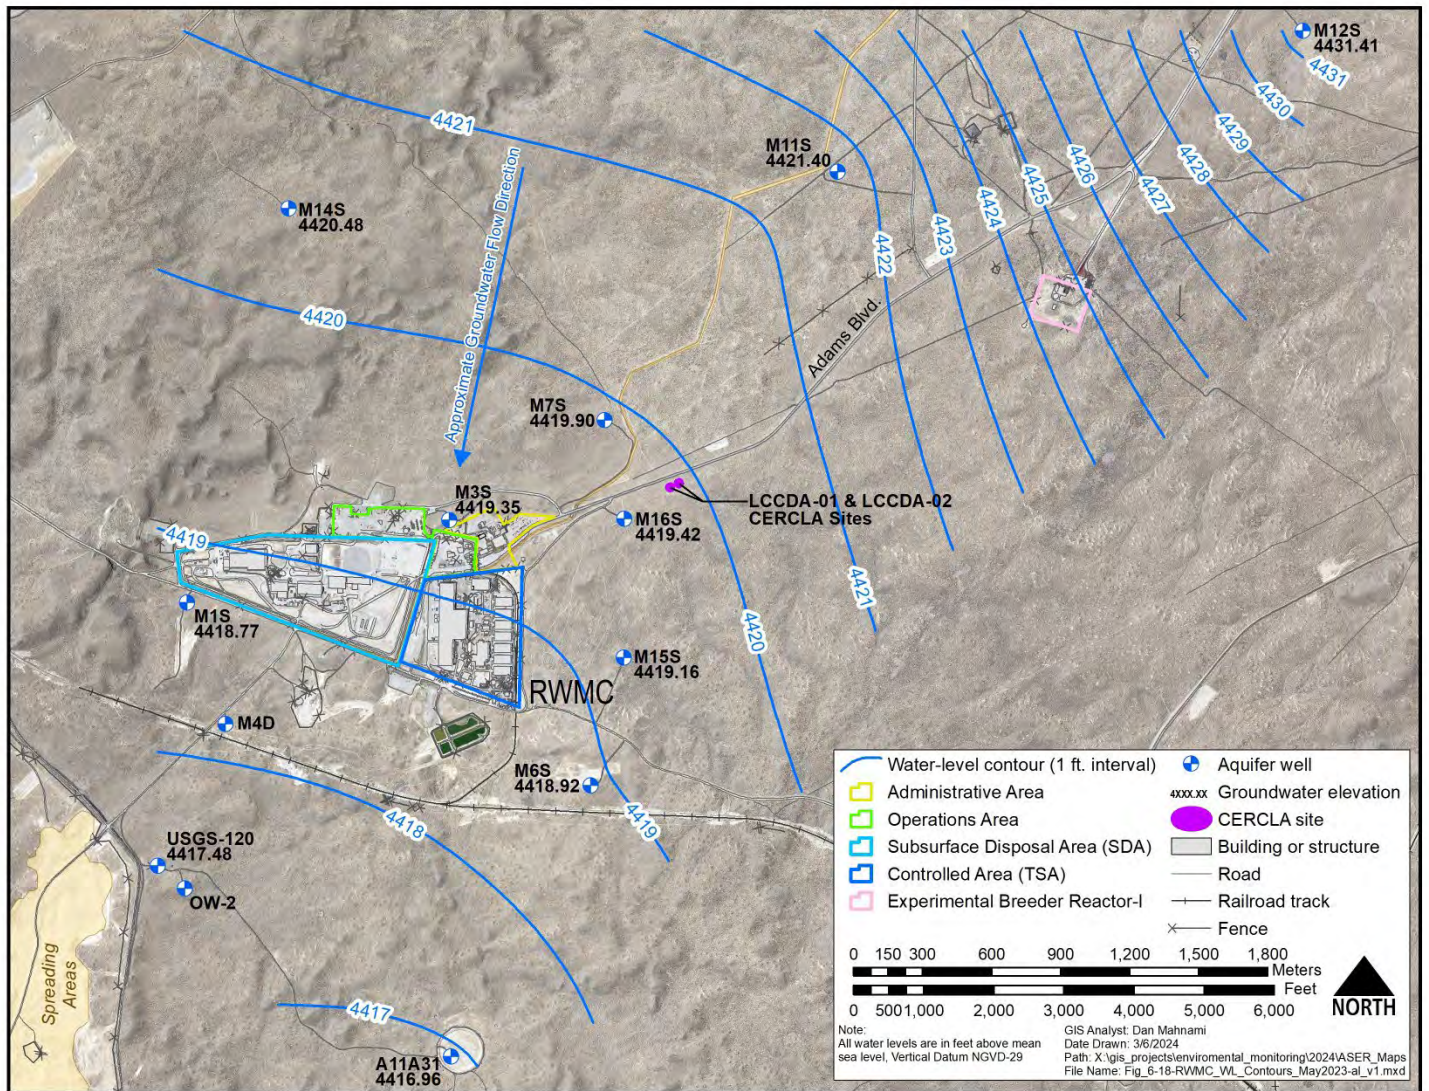 M12S
4431.41
4431
4430
4429
4428
4427
4426
4425
4424
4423
4422
4421
M11S
4421.40
M14S
4420.48
Approximate Groundwater Flow Direction
4420
Adams Blvd.
M7S
4419.90
M3S
4419.35
LCCDA-01 & LCCDA-02
CERCLA Sites
M16S
4419.42
4419
M1S
4418.77
4421
4420
M15S
4419.16
RWMC
M4D
M6S
4418.92
4419
4418
USGS-120
4417.48
OW-2
Spreading
Areas
4417
A11A31
4416.96
Water-level contour (1 ft. interval)
Administrative Area
Operations Area
Subsurface Disposal Area (SDA)
Controlled Area (TSA)
Experimental Breeder Reactor-I
Aquifer well
4XXX.XX Groundwater elevation
CERCLA site
Building or structure
Road
Railroad track
Fence
0 150 300 600 900 1,200 1,500 1,800
Meters
Feet
0 500 1,000 2,000 3,000 4,000 5,000 6,000
NORTH
Note:
All water levels are in feet above mean
sea level, Vertical Datum NGVD-29
GIS Analyst: Dan Mahnami
Date Drawn: 3/6/2024
Path: X:\gis_projects\enviromental_monitoring\2024\ASER_Maps
File Name: Fig_6-18-RWMC_WL_Contours_May2023-al_v1.mxd